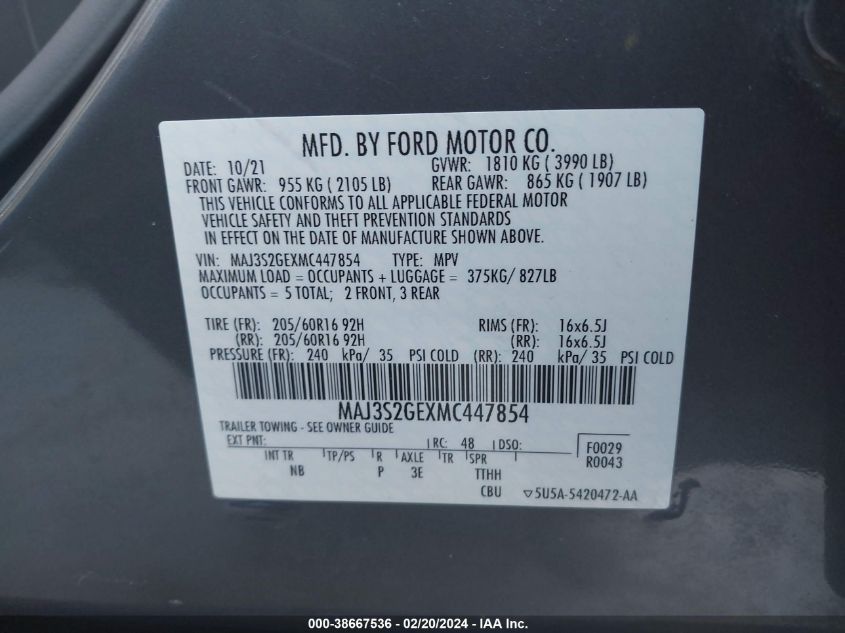 MFD. BY FORD MOTOR CO.
DATE: 10/21 GVWR: 1810 KG ( 3990 LB)
FRONT GAWR: 955 KG ( 2105 LB) REAR GAWR: 865 KG ( 1907 LB)
THIS VEHICLE CONFORMS TO ALL APPLICABLE FEDERAL MOTOR
VEHICLE SAFETY AND THEFT PREVENTION STANDARDS
IN EFFECT ON THE DATE OF MANUFACTURE SHOWN ABOVE.
VIN: MAJ3S2GEXMC447854 TYPE: MPV
MAXIMUM LOAD = OCCUPANTS + LUGGAGE = 375KG/ 827LB
OCCUPANTS = 5 TOTAL; 2 FRONT, 3 REAR
TIRE (FR): 205/60R16 92H RIMS (FR): 16x6.5J
(RR): 205/60R16 92H (RR): 16x6.5J
PRESSURE (FR): 240 kPa/ 35 PSI COLD (RR): 240 kPa/ 35 PSI COLD
MAJ3S2GEXMC447854
TRAILER TOWING - SEE OWNER GUIDE
EXT PNT: RC: 48 DSO: F0029
INT TR TP/PS R AXLE TR SPR R0043
NB P 3E TTHH
CBU ▽5U5A-5420472-AA
000-38667536 - 02/20/2024 - IAA Inc.